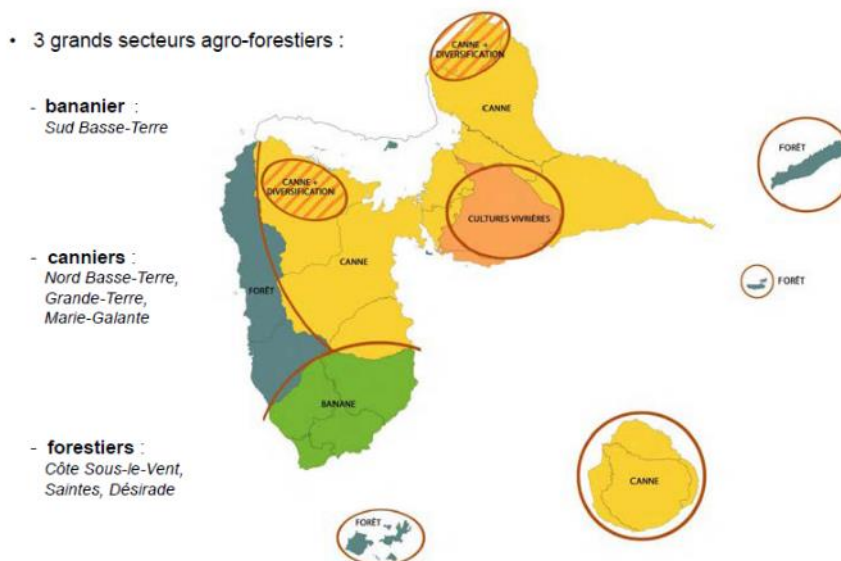 • 3 grands secteurs agro-forestiers :
- bananier :
Sud Basse-Terre
- canniers :
Nord Basse-Terre,
Grande-Terre,
Marie-Galante
- forestiers :
Côte Sous-le-Vent,
Saintes, Désirade
CANNE +
DIVERSIFICATION
CANNE
FORÊT
CANNE +
DIVERSIFICATION
CULTURES VIVRIÈRES
CANNE
FORÊT
FORÊT
BANANE
CANNE
FORÊT